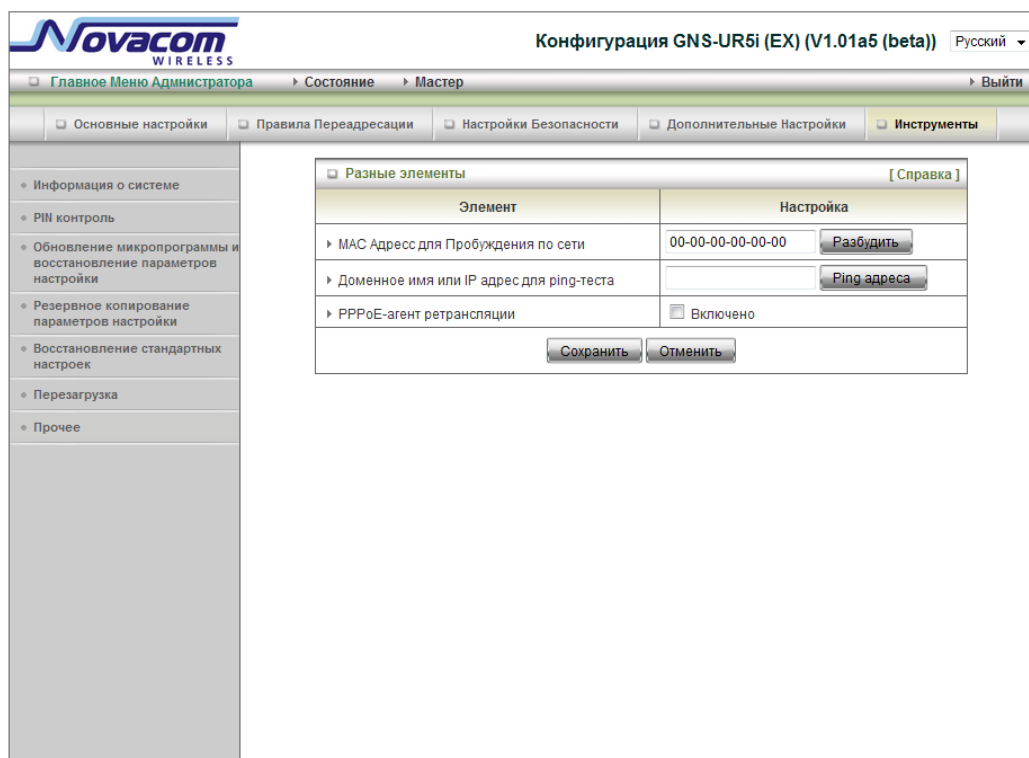 Novacom
WIRELESS
Конфигурация GNS-UR5i (EX) (V1.01a5 (beta))
Русский
Главное Меню Администратора
Состояние
Мастер
Выйти
Основные настройки
Правила Переадресации
Настройки Безопасности
Дополнительные Настройки
Инструменты
Информация о системе
PIN контроль
Обновление микропрограммы и
восстановление параметров
настройки
Резервное копирование
параметров настройки
Восстановление стандартных
настроек
Перезагрузка
Прочее
Разные элементы
[ Справка ]
Элемент
Настройка
MAC Адресс для Пробуждения по сети
00-00-00-00-00-00
Разбудить
Доменное имя или IP адрес для ping-теста
Ping адреса
PPPoE-агент ретрансляции
Включено
Сохранить
Отменить